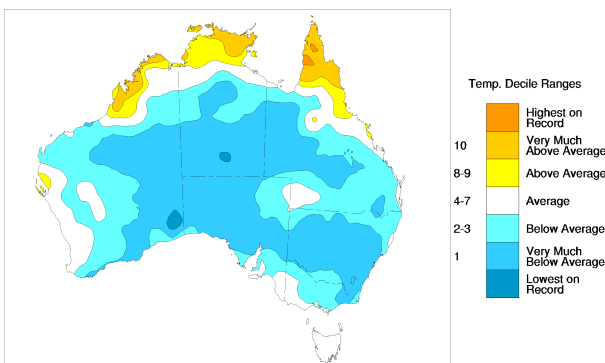 Temp. Decile Ranges
Highest on
Record
10
Very Much
Above Average
8-9
Above Average
4-7
Average
2-3
Below Average
1
Very Much
Below Average
Lowest on
Record